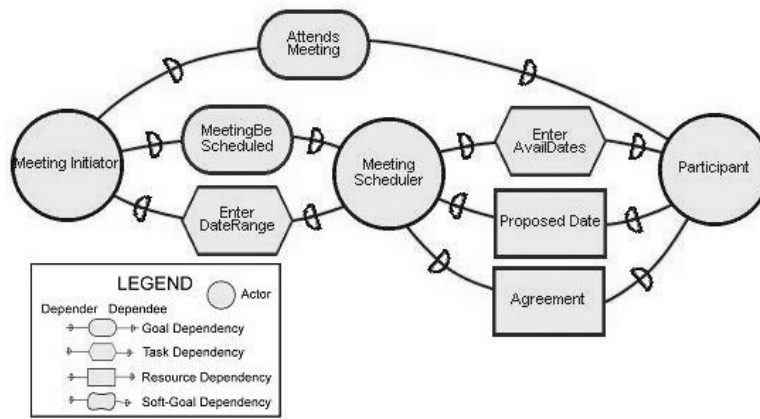 Attends
Meeting
Meeting Initiator
MeetingBe
Scheduled
Enter
DateRange
Meeting
Scheduler
Enter
AvailDates
Proposed Date
Agreement
Participant
LEGEND
Actor
Depender Dependee
Goal Dependency
Task Dependency
Resource Dependency
Soft-Goal Dependency